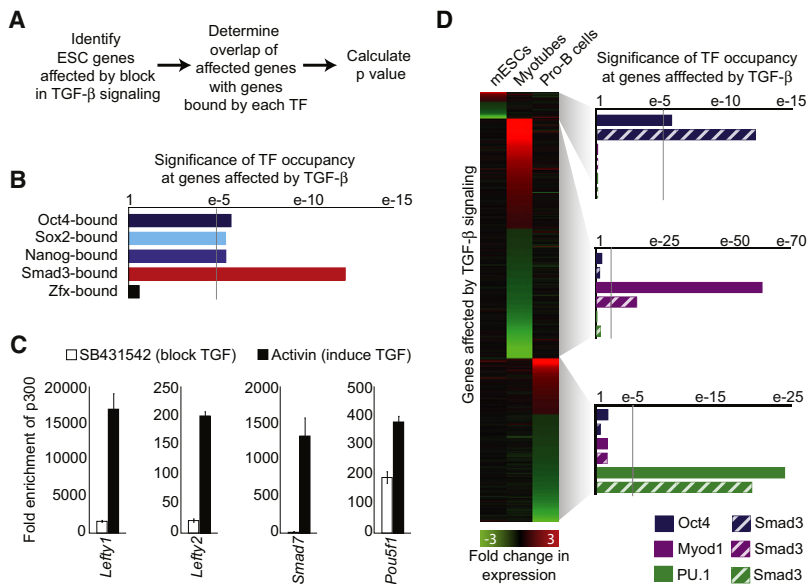 A
Identify
ESC genes
affected by block
in TGF-β signaling
Determine
overlap of
affected genes
with genes
bound by each TF
Calculate
p value
B
Significance of TF occupancy
at genes affected by TGF-β
1 e-5 e-10 e-15
Oct4-bound
Sox2-bound
Nanog-bound
Smad3-bound
Zfx-bound
C
SB431542 (block TGF) Activin (induce TGF)
Fold enrichment of p300
20000
15000
10000
5000
0
Lefty1
250
200
150
100
50
0
Lefty2
2000
1500
1000
500
0
Smad7
500
400
300
200
100
0
Pou5f1
D
mESCs
Myotubes
Pro-B cells
Genes affected by TGF-β signaling
-3 3
Fold change in
expression
Significance of TF occupancy
at genes afffected by TGF-β
1 e-5 e-10 e-15
1 e-25 e-50 e-70
1 e-5 e-15 e-25
Oct4 Smad3
Myod1 Smad3
PU.1 Smad3